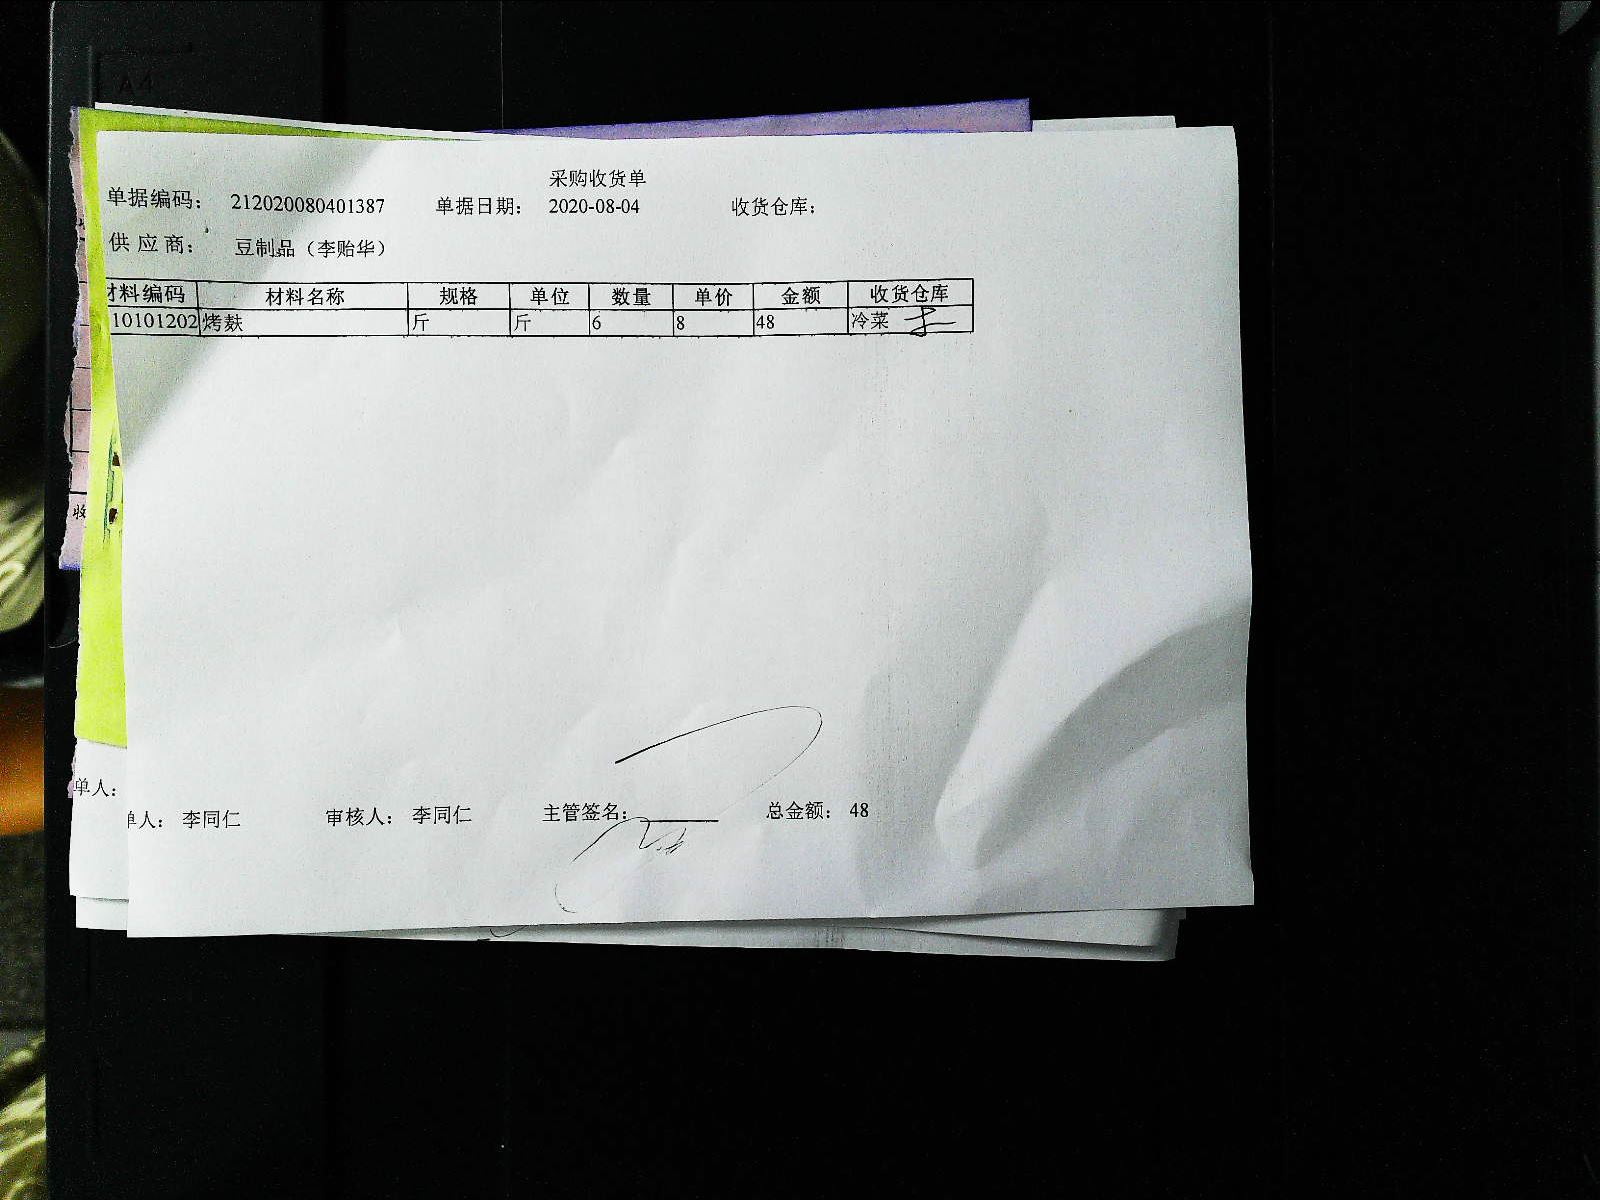 A4
采购收货单
单据编码： 212020080401387 单据日期： 2020-08-04 收货仓库：
供应商： 豆制品（李贻华）
材料编码 材料名称 规格 单位 数量 单价 金额 收货仓库
10101202 烤麸 斤 斤 6 8 48 冷菜
收
单人：
单人： 李同仁 审核人： 李同仁 主管签名： 总金额： 48